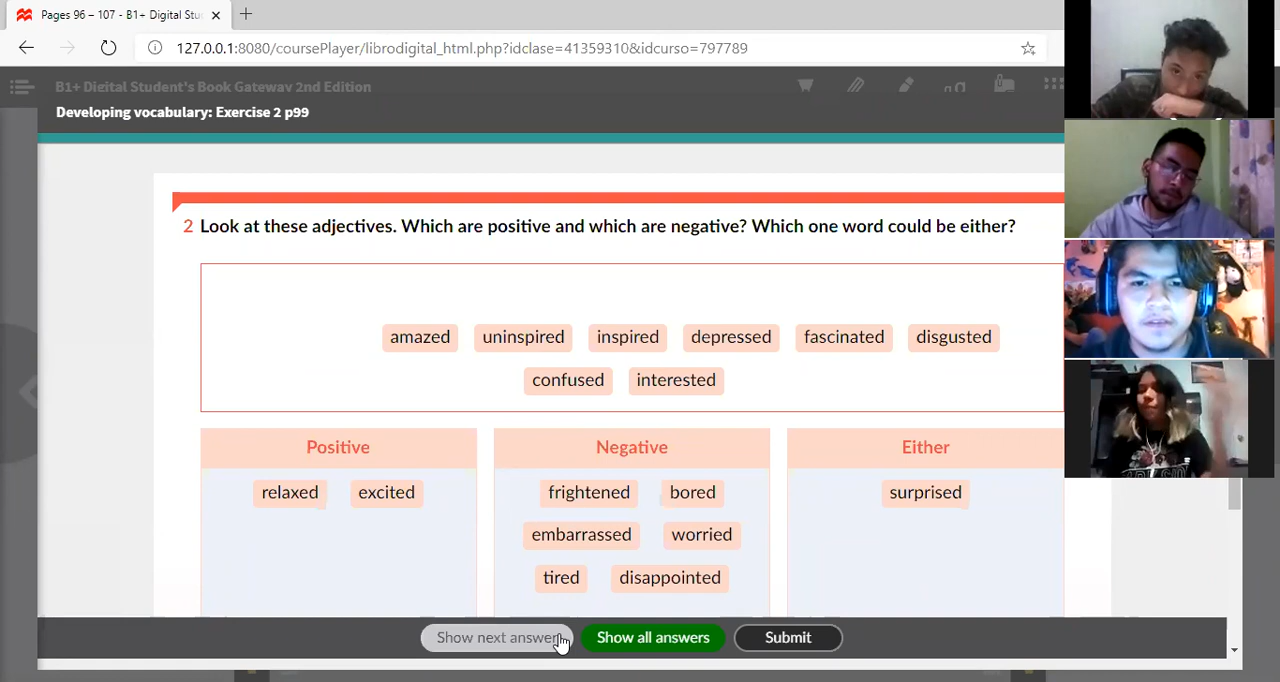 Pages 96 – 107 - B1+ Digital Stu
127.0.0.1:8080/coursePlayer/librodigital_html.php?idclase=41359310&idcurso=797789
B1+ Digital Student's Book Gateway 2nd Edition
Developing vocabulary: Exercise 2 p99
2 Look at these adjectives. Which are positive and which are negative? Which one word could be either?
amazed uninspired inspired depressed fascinated disgusted
confused interested
Positive Negative Either
relaxed excited frightened bored surprised
embarrassed worried
tired disappointed
Show next answer Show all answers Submit